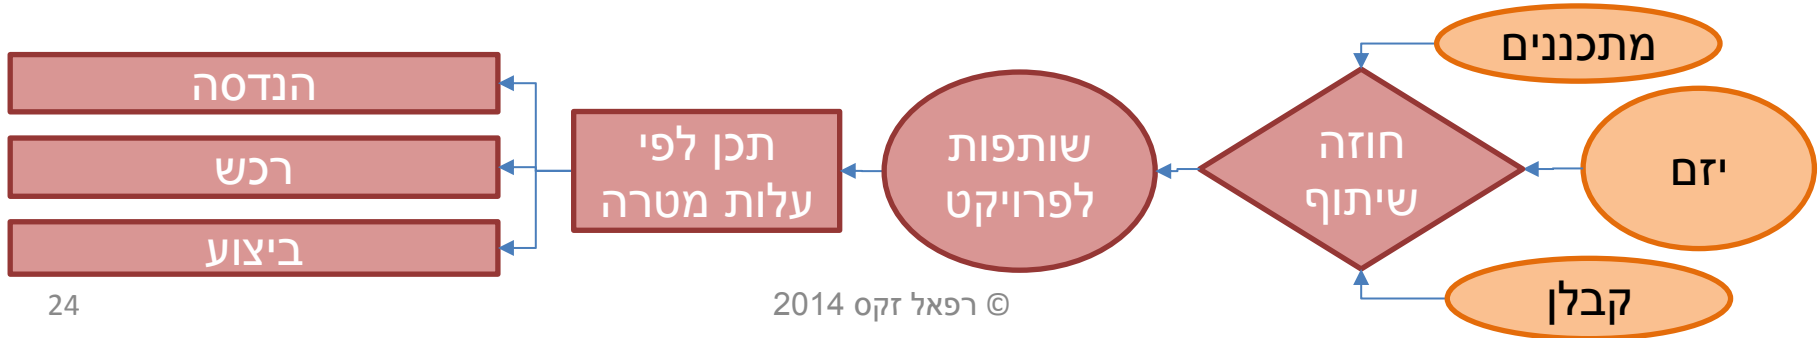 מתכננים
יזם
קבלן
חוזה
שיתוף
שותפות
לפרויקט
תכן לפי
עלות מטרה
הנדסה
רכש
ביצוע
© רפאל זקס 2014
24